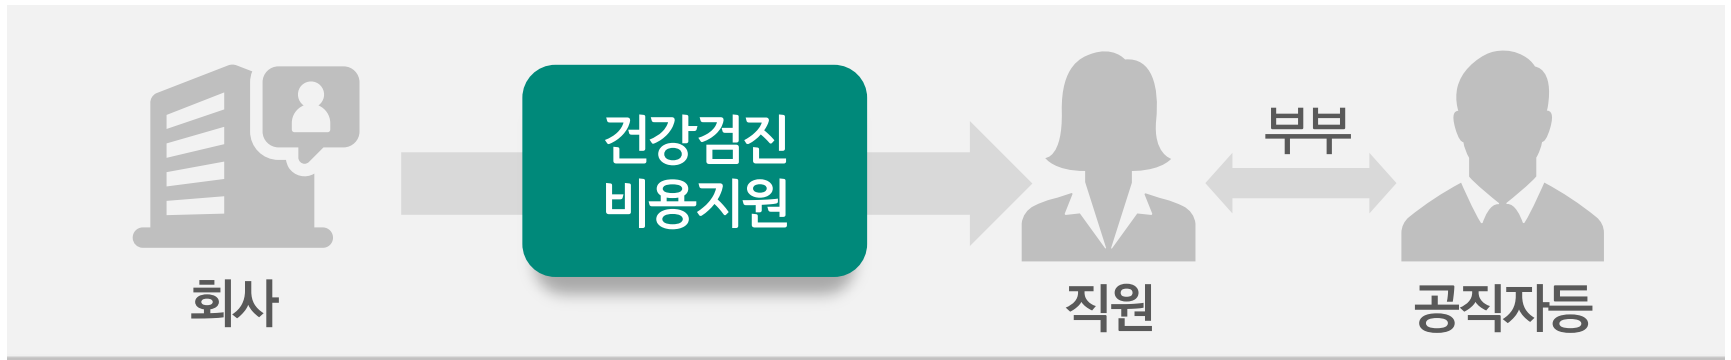 건강검진
비용지원
부부
회사
직원
공직자등